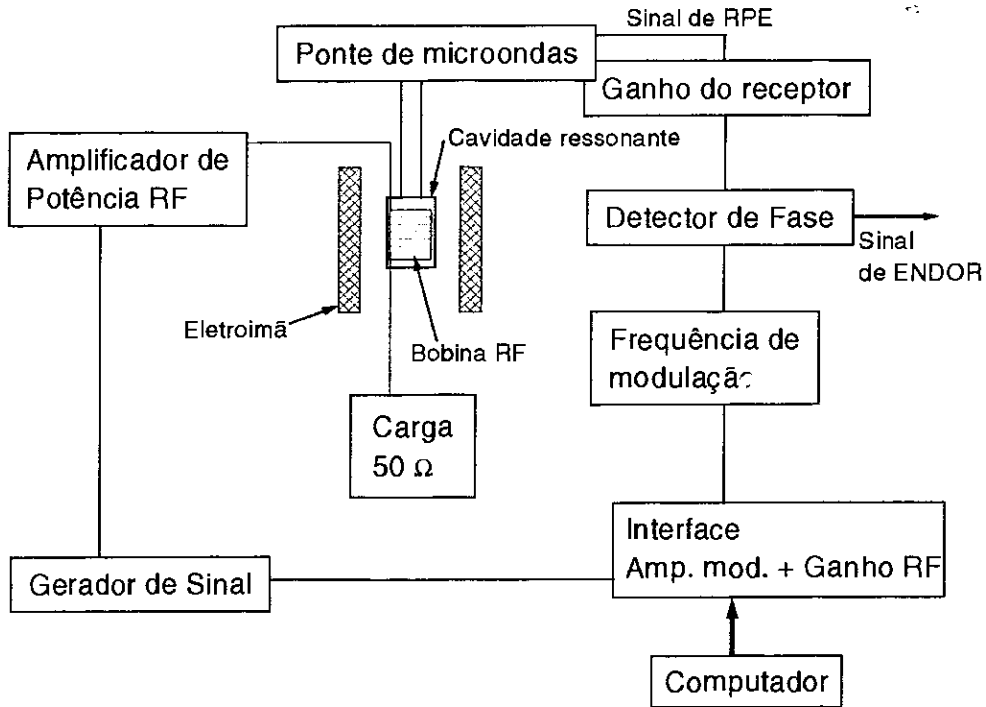 Sinal de RPE
Ponte de microondas
Ganho do receptor
Cavidade ressonante
Amplificador de
Potência RF
Detector de Fase
Sinal
de ENDOR
Eletroimã
Bobina RF
Frequência de
modulação
Carga
50 Ω
Interface
Amp. mod. + Ganho RF
Gerador de Sinal
Computador